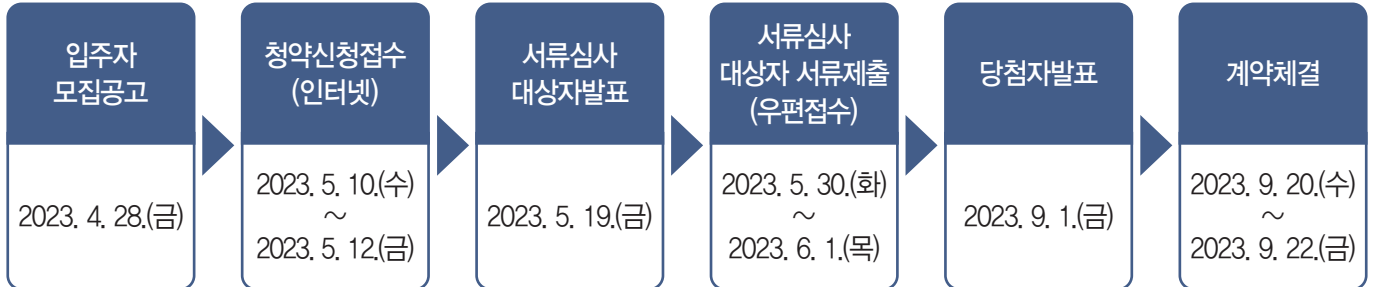 입주자
모집공고
2023. 4. 28.(금)
청약신청접수
(인터넷)
2023. 5. 10.(수)
~
2023. 5. 12.(금)
서류심사
대상자발표
2023. 5. 19.(금)
서류심사
대상자 서류제출
(우편접수)
2023. 5. 30.(화)
~
2023. 6. 1.(목)
당첨자발표
2023. 9. 1.(금)
계약체결
2023. 9. 20.(수)
~
2023. 9. 22.(금)